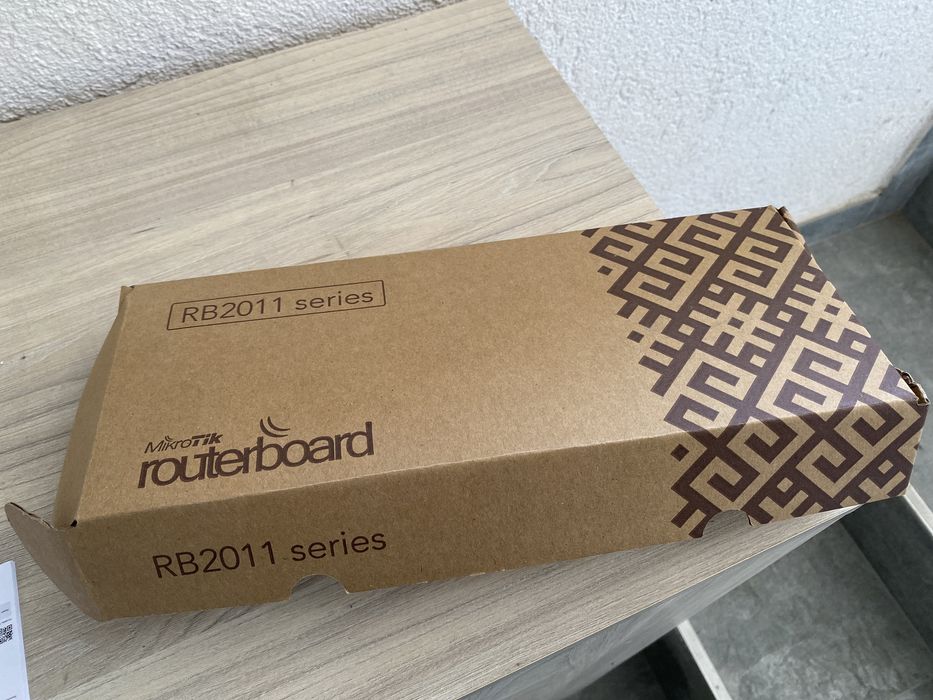 RB2011 series
MikroTik
routerboard
RB2011 series